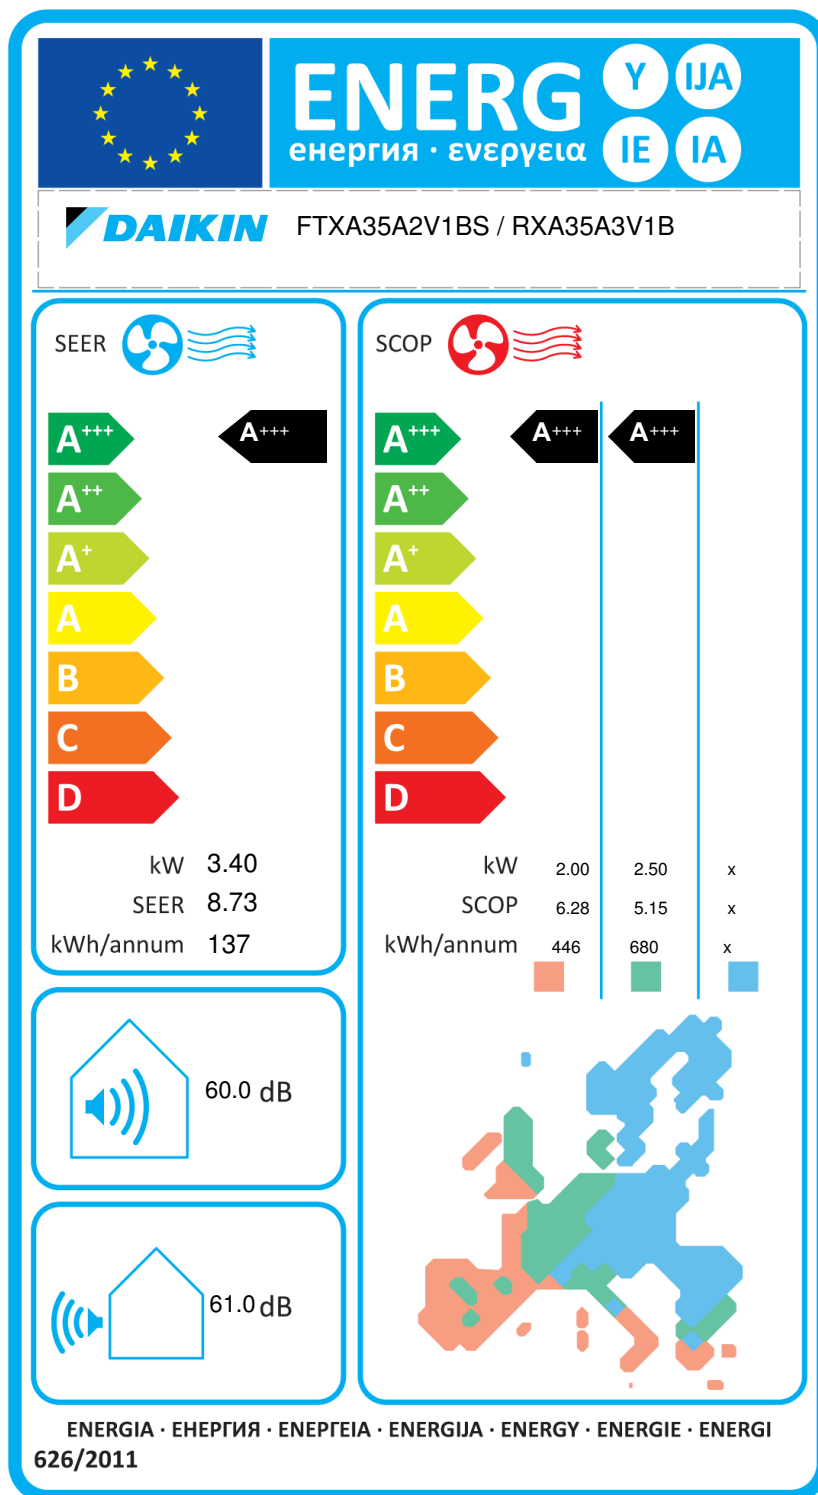 ENERG
енергия · ενεργεια
Y IJA
IE IA
DAIKIN
FTXA35A2V1BS / RXA35A3V1B
SEER
A+++
A+++
A++
A+
A
B
C
D
kW 3.40
SEER 8.73
kWh/annum 137
SCOP
A+++
A+++ A+++
A++
A+
A
B
C
D
kW 2.00 2.50 x
SCOP 6.28 5.15 x
kWh/annum 446 680 x
60.0 dB
61.0 dB
ENERGIA · ЕНЕРГИЯ · ΕΝΕΡΓΕΙΑ · ENERGIJA · ENERGY · ENERGIE · ENERGI
626/2011